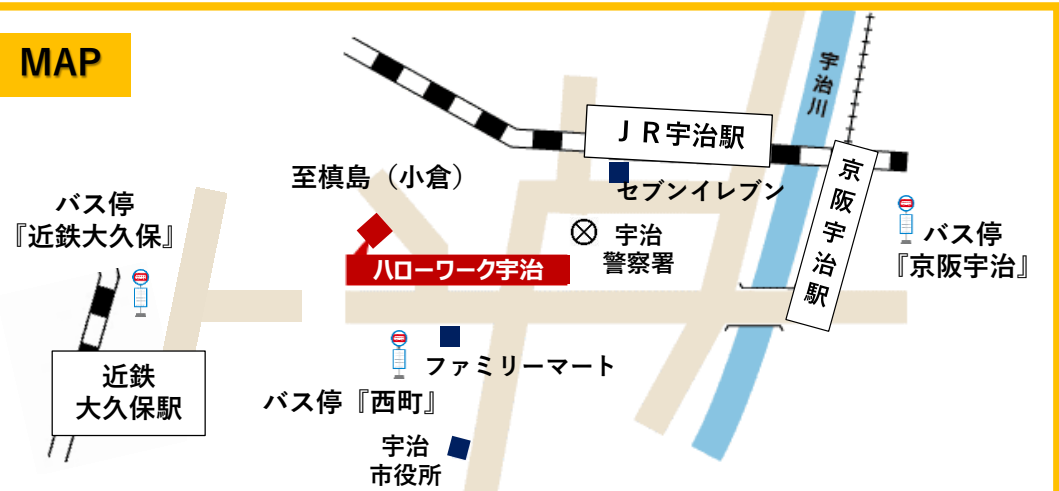 MAP
宇治川
ＪＲ宇治駅
京阪宇治駅
至槙島（小倉）
セブンイレブン
バス停
『近鉄大久保』
宇治
警察署
バス停
『京阪宇治』
ハローワーク宇治
近鉄
大久保駅
ファミリーマート
バス停『西町』
宇治
市役所